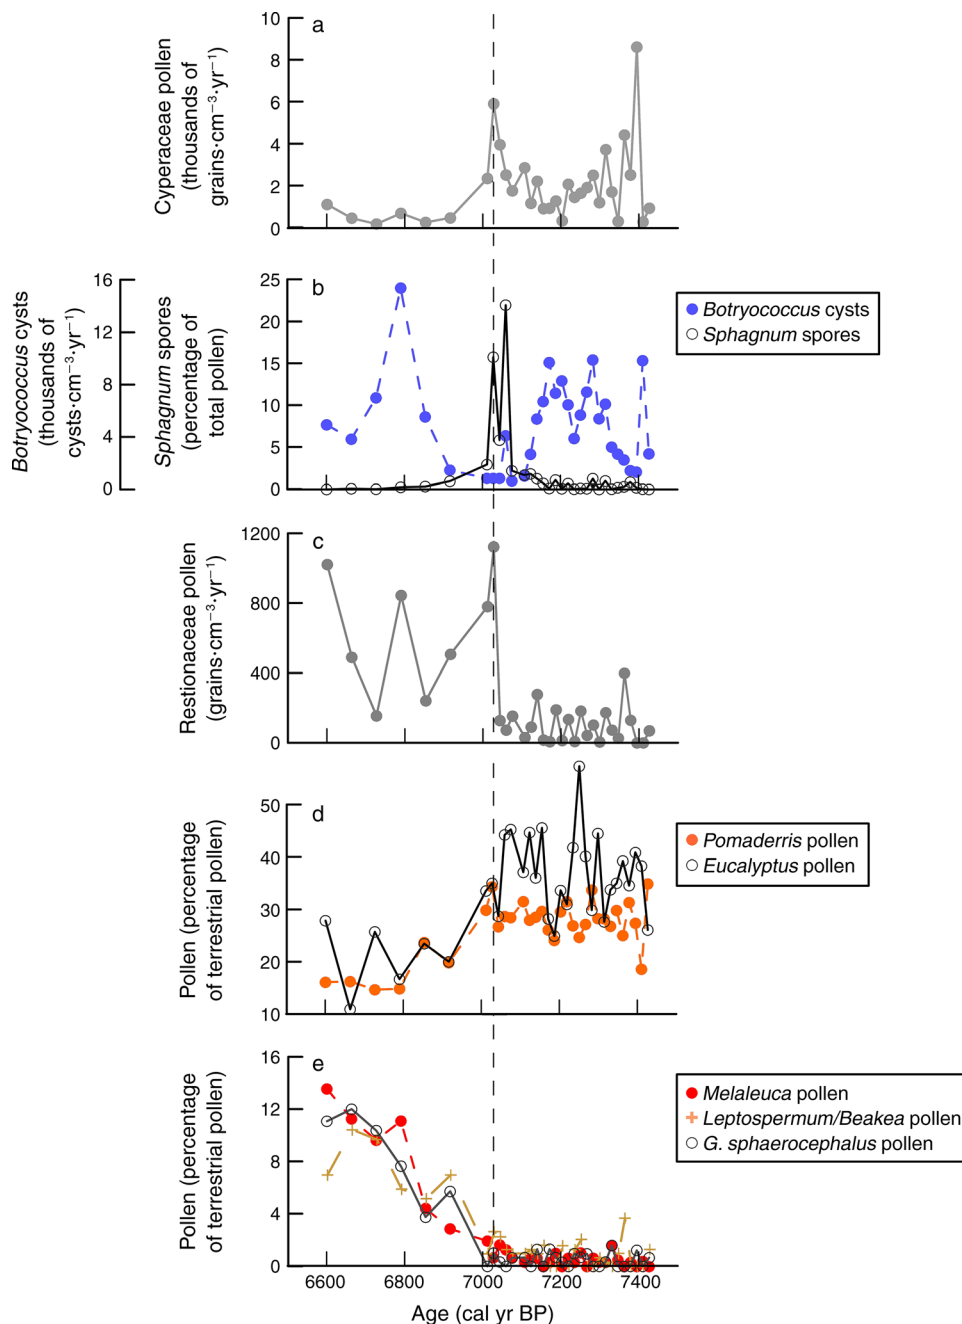 a
Cyperaceae pollen
(thousands of
grains·cm−3·yr−1)
10
8
6
4
2
0
b
Botryococcus cysts
(thousands of
cysts·cm−3·yr−1)
16
12
8
4
0
Sphagnum spores
(percentage of
total pollen)
25
20
15
10
5
0
Botryococcus cysts
Sphagnum spores
c
Restionaceae pollen
(grains·cm−3·yr−1)
1200
800
400
0
d
Pollen (percentage
of terrestrial pollen)
50
40
30
20
10
Pomaderris pollen
Eucalyptus pollen
e
Pollen (percentage
of terrestrial pollen)
16
12
8
4
0
Melaleuca pollen
Leptospermum/Beakea pollen
G. sphaerocephalus pollen
6600 6800 7000 7200 7400
Age (cal yr BP)